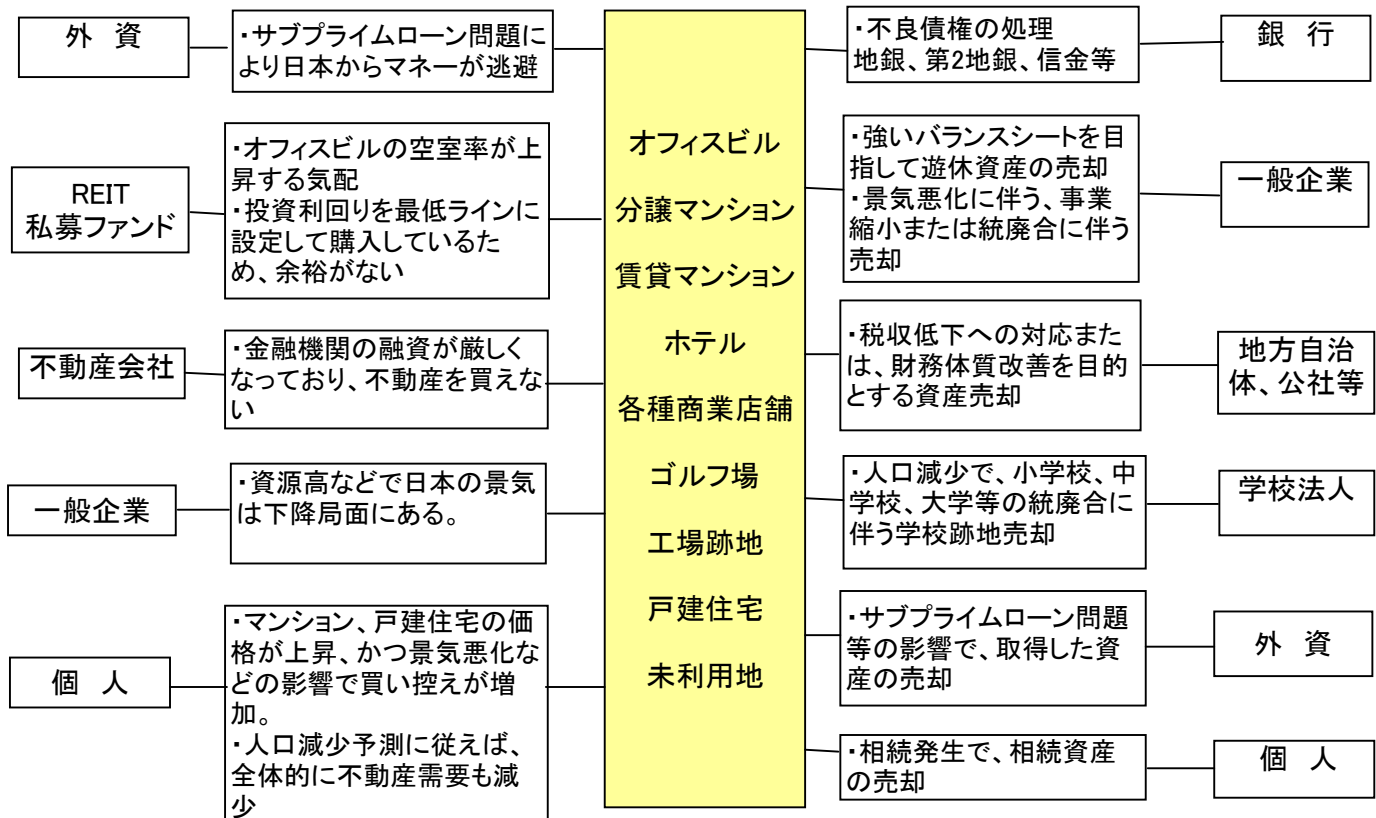 外 資
・サブプライムローン問題に
より日本からマネーが逃避
REIT
私募ファンド
・オフィスビルの空室率が上
昇する気配
・投資利回りを最低ラインに
設定して購入しているた
め、余裕がない
不動産会社
・金融機関の融資が厳しく
なっており、不動産を買えな
い
一般企業
・資源高などで日本の景気
は下降局面にある。
個 人
・マンション、戸建住宅の価
格が上昇、かつ景気悪化な
どの影響で買い控えが増
加。
・人口減少予測に従えば、
全体的に不動産需要も減
少
オフィスビル
分譲マンション
賃貸マンション
ホテル
各種商業店舗
ゴルフ場
工場跡地
戸建住宅
未利用地
・不良債権の処理
地銀、第2地銀、信金等
銀 行
・強いバランスシートを目
指して遊休資産の売却
・景気悪化に伴う、事業
縮小または統廃合に伴う
売却
一般企業
・税収低下への対応また
は、財務体質改善を目的
とする資産売却
地方自治
体、公社等
・人口減少で、小学校、中
学校、大学等の統廃合に
伴う学校跡地売却
学校法人
・サブプライムローン問題
等の影響で、取得した資
産の売却
外 資
・相続発生で、相続資産
の売却
個 人